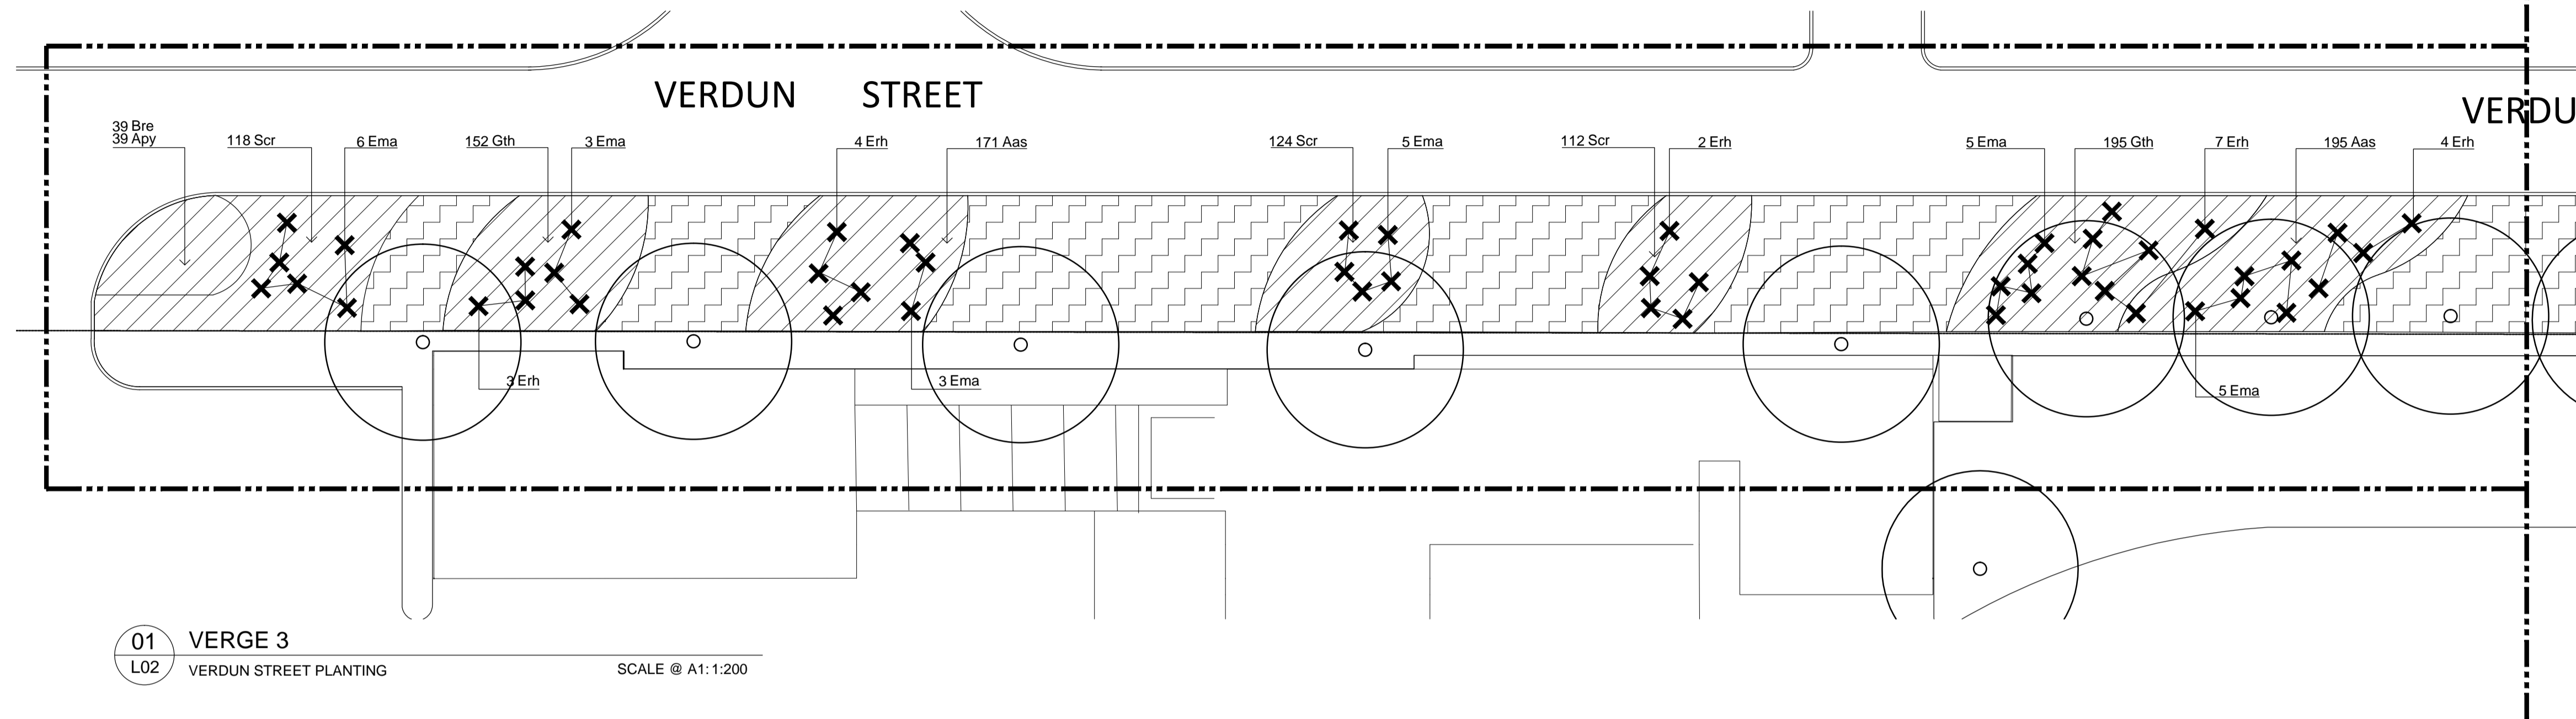 VERDUN STREET
VERDU
39 Bre
39 Apy
118 Scr
6 Ema
152 Gth
3 Ema
4 Erh
171 Aas
124 Scr
5 Ema
112 Scr
2 Erh
5 Ema
195 Gth
7 Erh
195 Aas
4 Erh
3 Erh
3 Ema
5 Ema
01
L02
VERGE 3
VERDUN STREET PLANTING
SCALE @ A1: 1:200